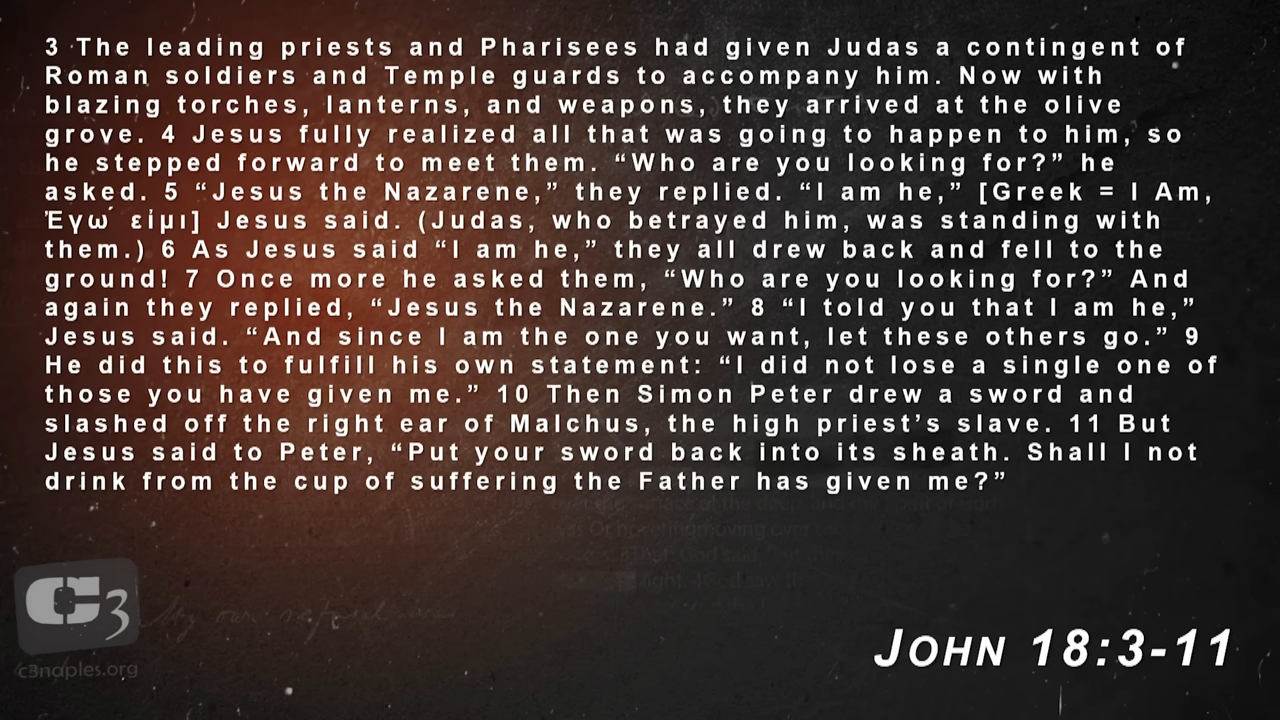 3 The leading priests and Pharisees had given Judas a contingent of
Roman soldiers and Temple guards to accompany him. Now with
blazing torches, lanterns, and weapons, they arrived at the olive
grove. 4 Jesus fully realized all that was going to happen to him, so
he stepped forward to meet them. “Who are you looking for?” he
asked. 5 “Jesus the Nazarene,” they replied. “I am he,” [Greek = I Am,
Ἐγώ εἰμι] Jesus said. (Judas, who betrayed him, was standing with
them.) 6 As Jesus said “I am he,” they all drew back and fell to the
ground! 7 Once more he asked them, “Who are you looking for?” And
again they replied, “Jesus the Nazarene.” 8 “I told you that I am he,”
Jesus said. “And since I am the one you want, let these others go.” 9
He did this to fulfill his own statement: “I did not lose a single one of
those you have given me.” 10 Then Simon Peter drew a sword and
slashed off the right ear of Malchus, the high priest’s slave. 11 But
Jesus said to Peter, “Put your sword back into its sheath. Shall I not
drink from the cup of suffering the Father has given me?”
C3
c3naples.org
JOHN 18:3-11